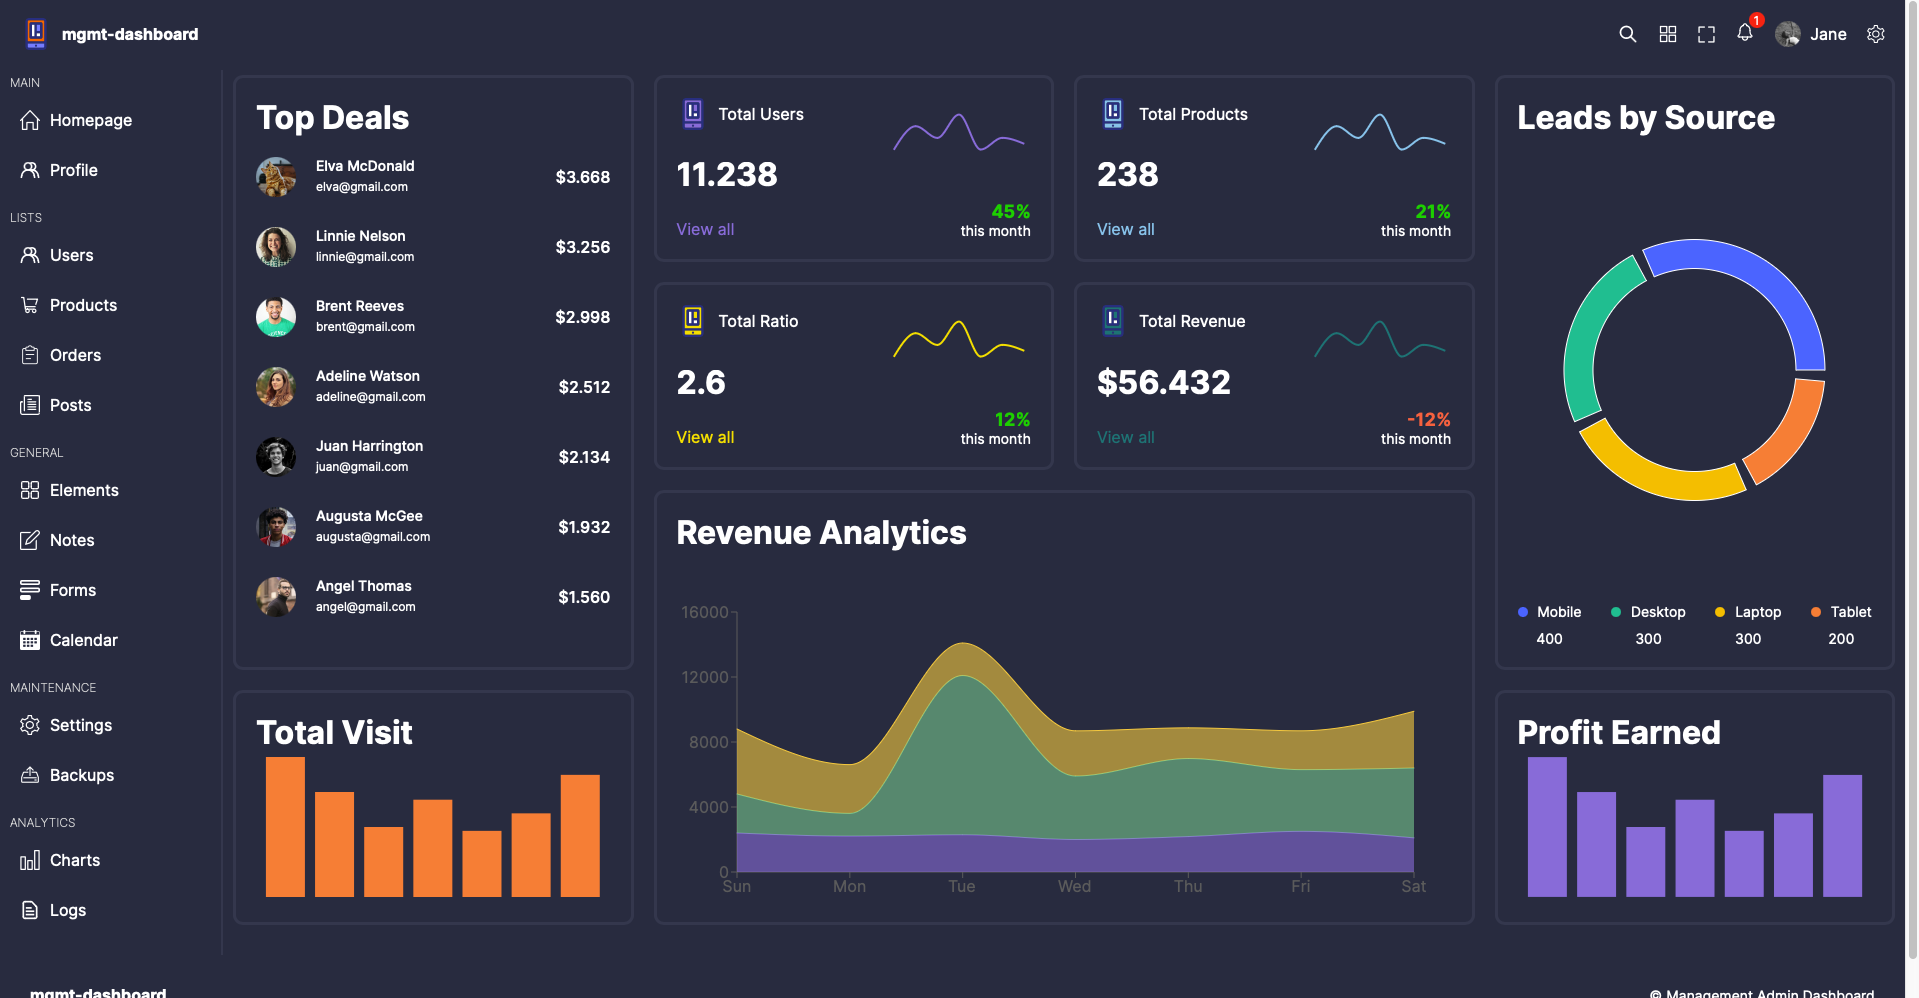 mgmt-dashboard
1
Jane
MAIN
Homepage
Profile
LISTS
Users
Products
Orders
Posts
GENERAL
Elements
Notes
Forms
Calendar
MAINTENANCE
Settings
Backups
ANALYTICS
Charts
Logs
Top Deals
Elva McDonald
elva@gmail.com
$3.668
Linnie Nelson
linnie@gmail.com
$3.256
Brent Reeves
brent@gmail.com
$2.998
Adeline Watson
adeline@gmail.com
$2.512
Juan Harrington
juan@gmail.com
$2.134
Augusta McGee
augusta@gmail.com
$1.932
Angel Thomas
angel@gmail.com
$1.560
Total Users
11.238
View all
45%
this month
Total Products
238
View all
21%
this month
Total Ratio
2.6
View all
12%
this month
Total Revenue
$56.432
View all
-12%
this month
Leads by Source
Mobile Desktop Laptop Tablet
400 300 300 200
Total Visit
Revenue Analytics
16000
12000
8000
4000
0
Sun Mon Tue Wed Thu Fri Sat
Profit Earned
mgmt-dashboard
© Management Admin Dashboard